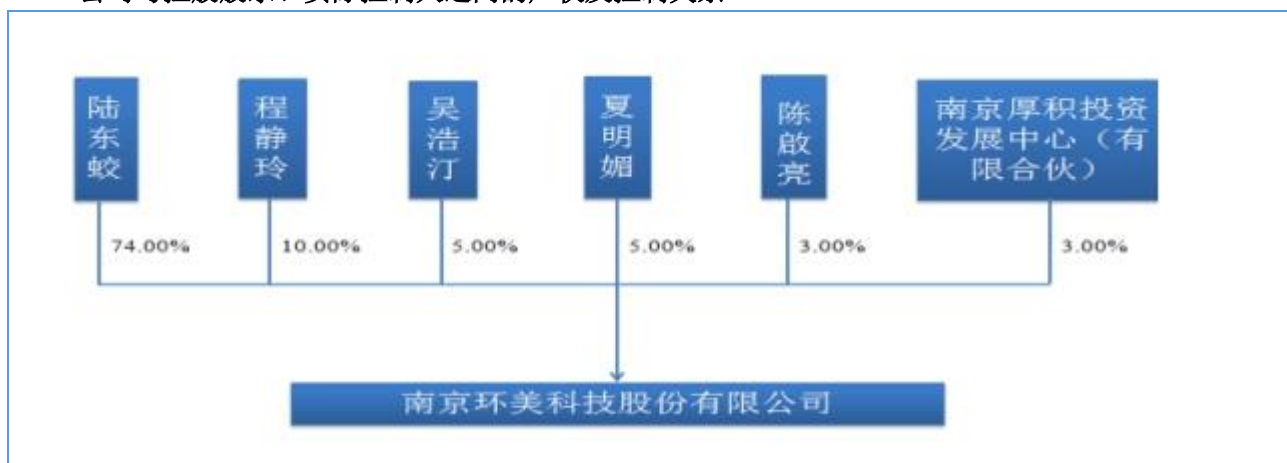 陆东蛟
程静玲
吴浩汀
夏明媚
陈啟亮
南京厚积投资
发展中心（有
限合伙）
74.00%
10.00%
5.00%
5.00%
3.00%
3.00%
南京环美科技股份有限公司